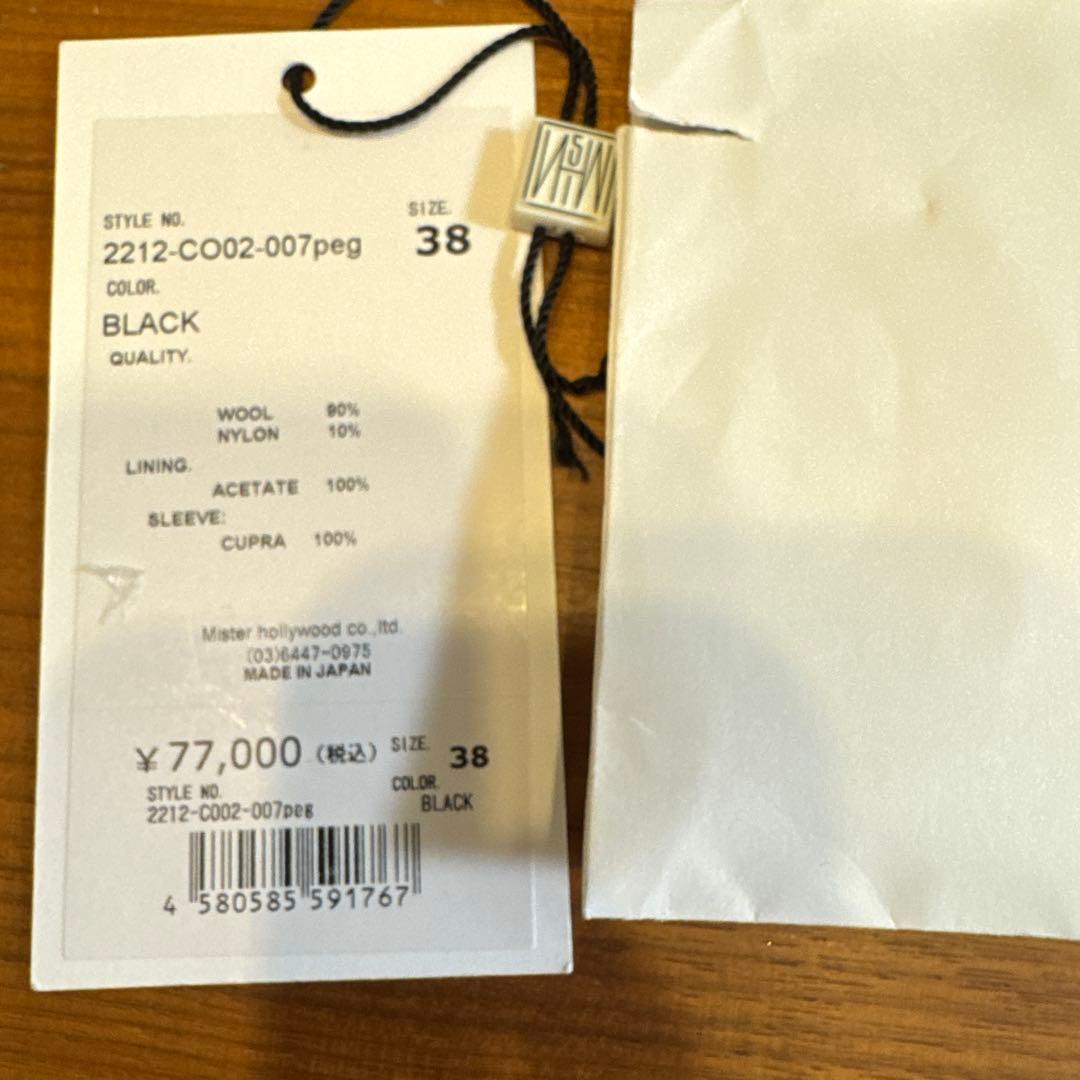 STYLE NO.
SIZE.
2212-CO02-007peg
38
COLOR.
BLACK
QUALITY.
WOOL 90%
NYLON 10%
LINING.
ACETATE 100%
SLEEVE:
CUPRA 100%
Mister hollywood co.,ltd.
(03)6447-0975
MADE IN JAPAN
¥77,000 (税込) SIZE. 38
STYLE NO. COLOR.
2212-CO02-007peg BLACK
4 580585 591767